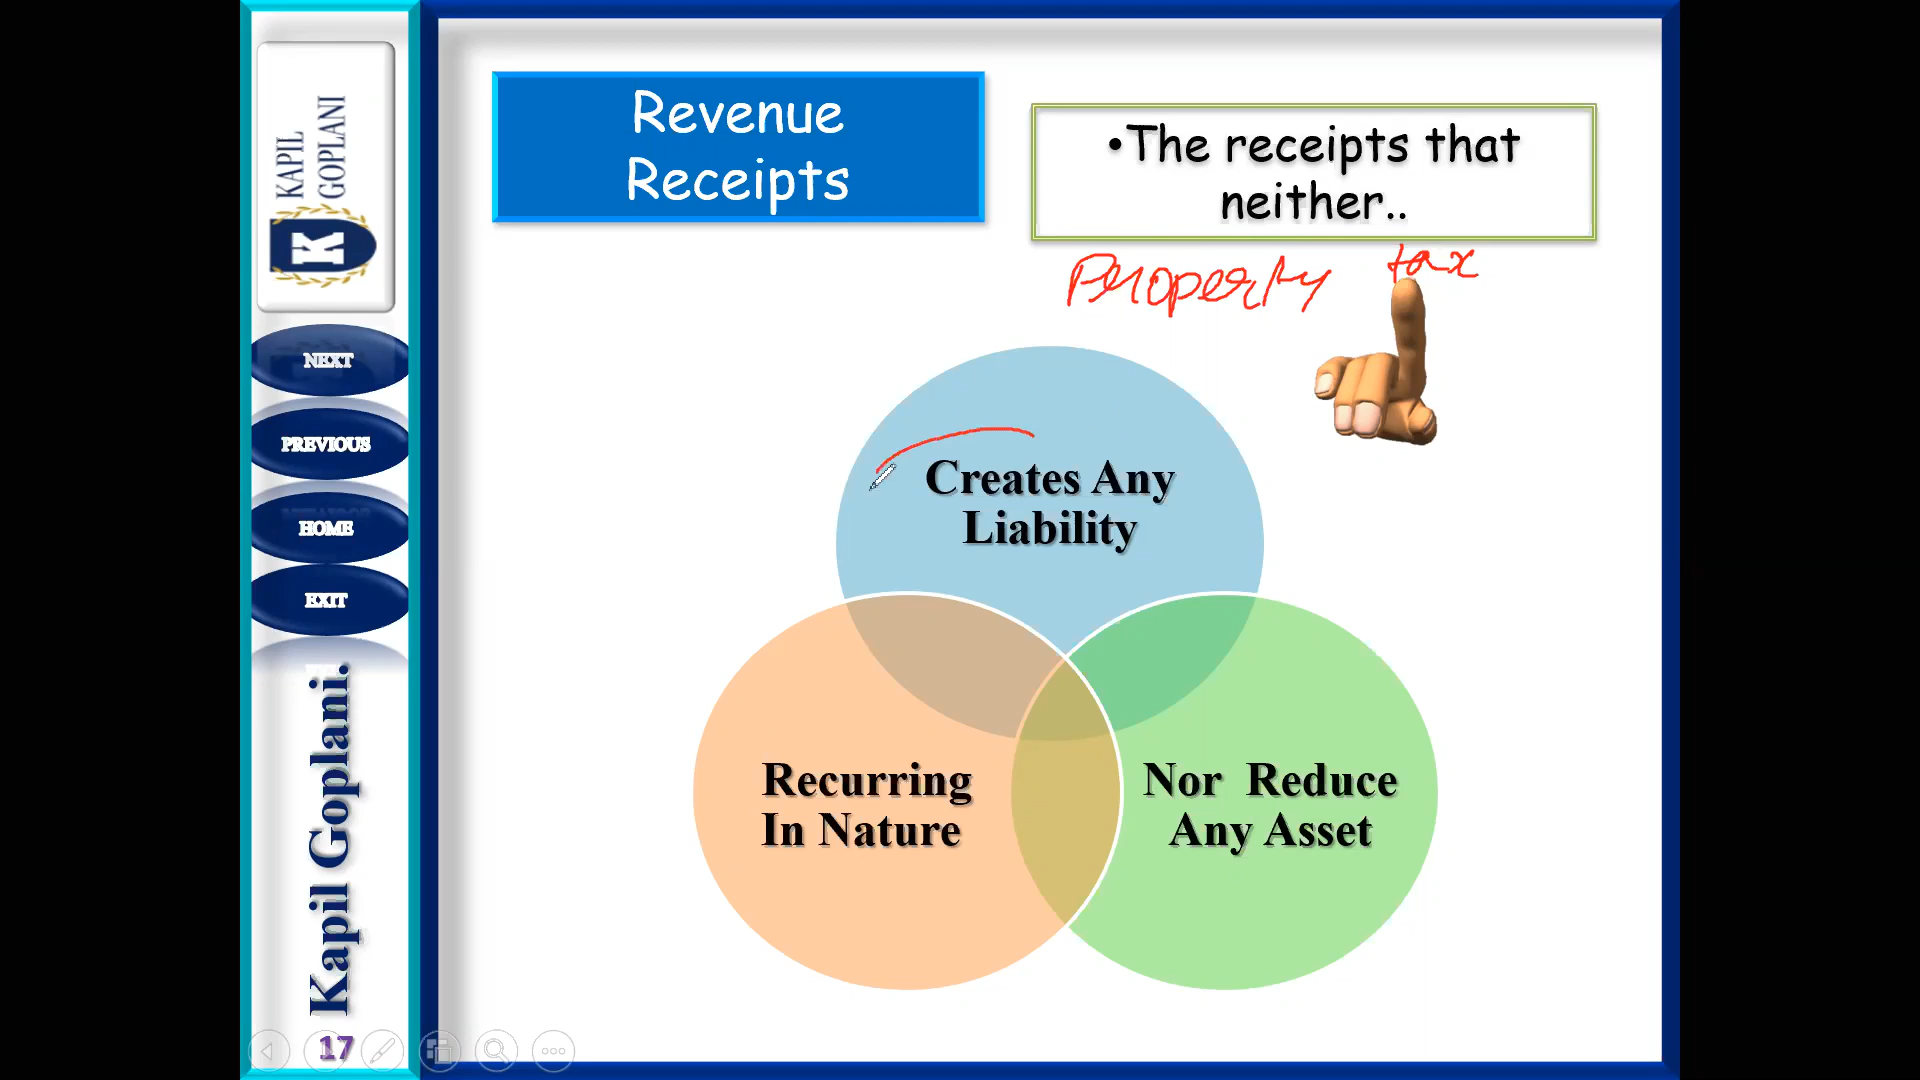 KAPIL
GOPLANI
K
NEXT
PREVIOUS
HOME
EXIT
Kapil Goplani.
17
Revenue
Receipts
•The receipts that
neither..
Property tax
Creates Any
Liability
Recurring
In Nature
Nor Reduce
Any Asset